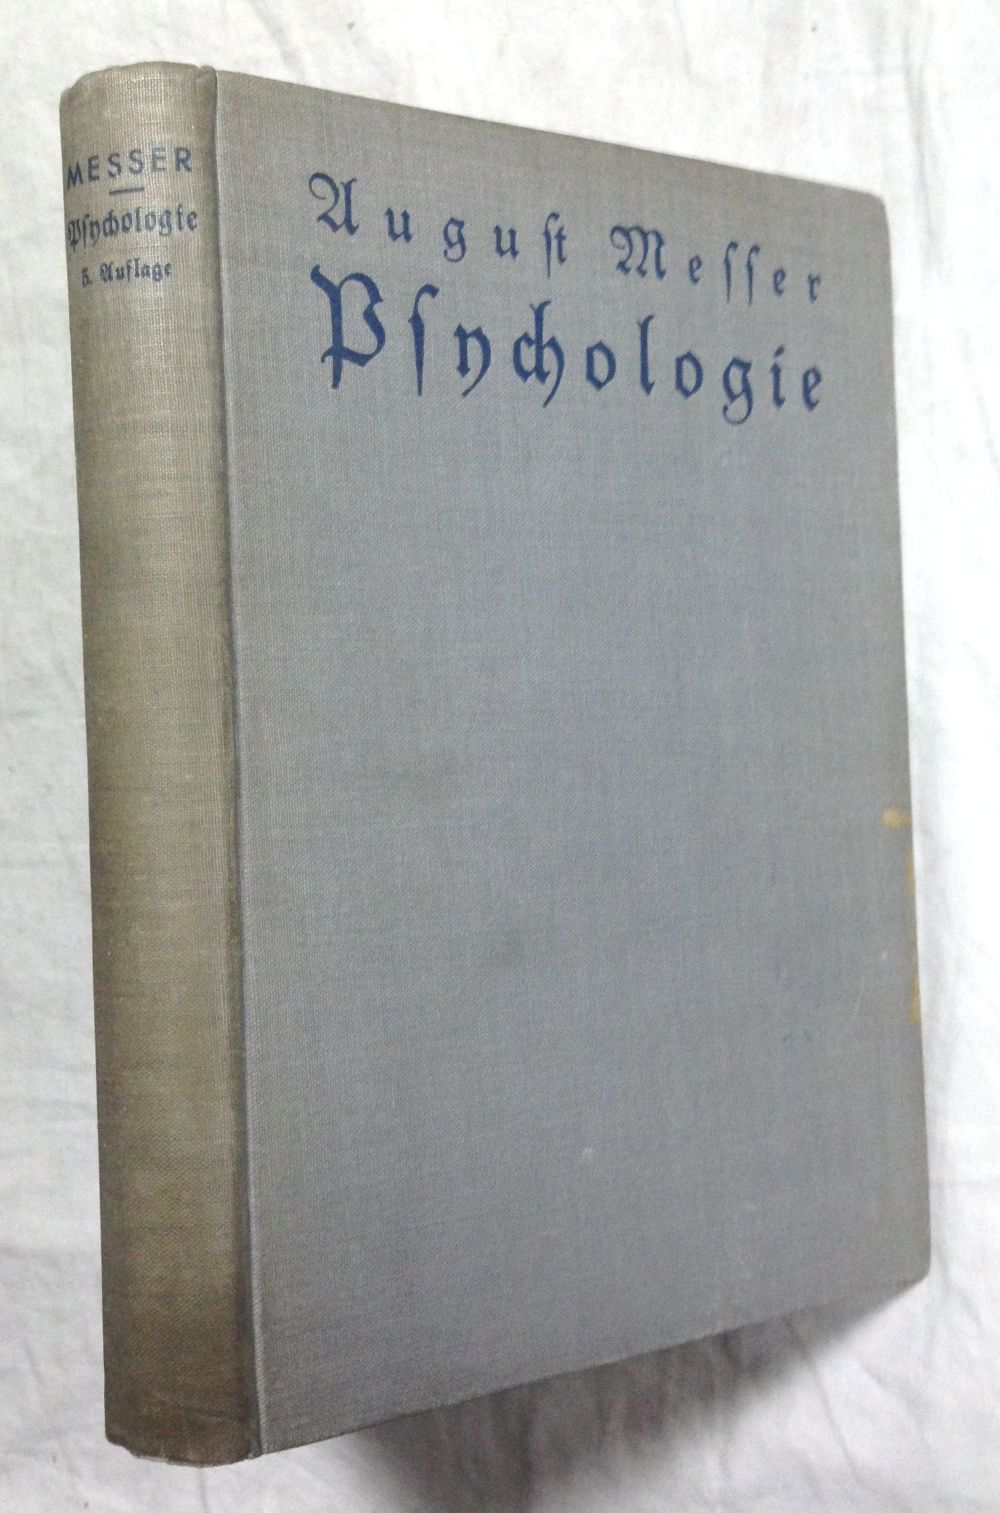 MESSER
Pſychologie
5. Auflage
Auguſt Meſſer
Pſychologie